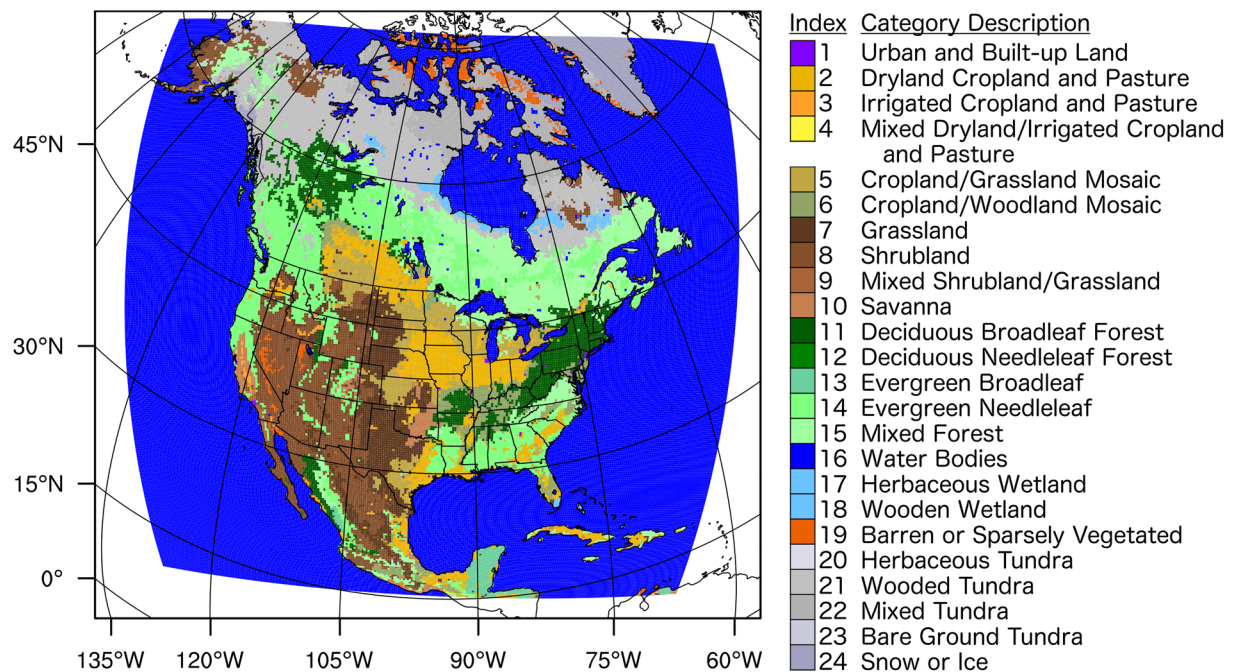 Index Category Description
1 Urban and Built-up Land
2 Dryland Cropland and Pasture
3 Irrigated Cropland and Pasture
4 Mixed Dryland/Irrigated Cropland
and Pasture
5 Cropland/Grassland Mosaic
6 Cropland/Woodland Mosaic
7 Grassland
8 Shrubland
9 Mixed Shrubland/Grassland
10 Savanna
11 Deciduous Broadleaf Forest
12 Deciduous Needleleaf Forest
13 Evergreen Broadleaf
14 Evergreen Needleleaf
15 Mixed Forest
16 Water Bodies
17 Herbaceous Wetland
18 Wooden Wetland
19 Barren or Sparsely Vegetated
20 Herbaceous Tundra
21 Wooded Tundra
22 Mixed Tundra
23 Bare Ground Tundra
24 Snow or Ice
45°N
30°N
15°N
0°
135°W 120°W 105°W 90°W 75°W 60°W